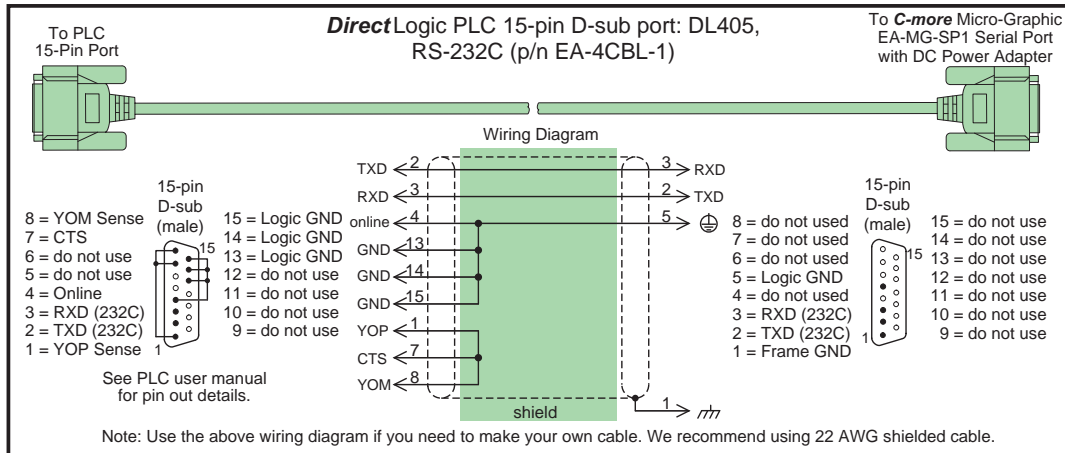 To PLC
15-Pin Port
DirectLogic PLC 15-pin D-sub port: DL405,
RS-232C (p/n EA-4CBL-1)
To C-more Micro-Graphic
EA-MG-SP1 Serial Port
with DC Power Adapter
Wiring Diagram
TXD 2 3 RXD
RXD 3 2 TXD
online 4 5
GND 13
GND 14
GND 15
YOP 1
CTS 7
YOM 8
1
shield
15-pin
D-sub
(male)
15
1
8 = YOM Sense
7 = CTS
6 = do not use
5 = do not use
4 = Online
3 = RXD (232C)
2 = TXD (232C)
1 = YOP Sense
15 = Logic GND
14 = Logic GND
13 = Logic GND
12 = do not use
11 = do not use
10 = do not use
9 = do not use
See PLC user manual
for pin out details.
15-pin
D-sub
(male)
15
1
8 = do not used
7 = do not used
6 = do not used
5 = Logic GND
4 = do not used
3 = RXD (232C)
2 = TXD (232C)
1 = Frame GND
15 = do not use
14 = do not use
13 = do not use
12 = do not use
11 = do not use
10 = do not use
9 = do not use
Note: Use the above wiring diagram if you need to make your own cable. We recommend using 22 AWG shielded cable.